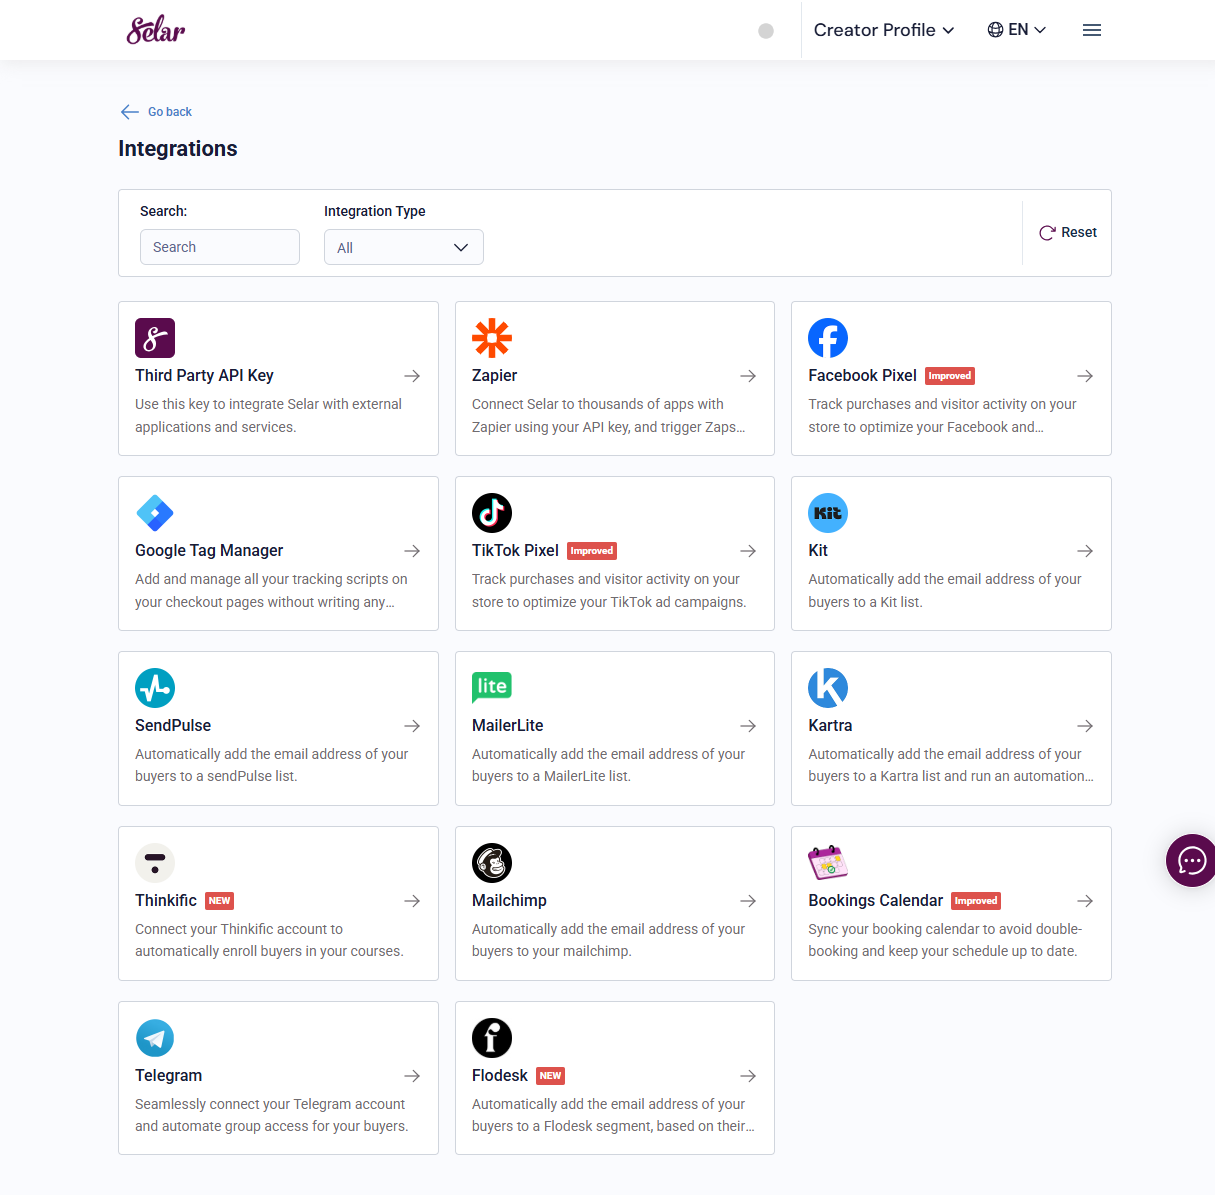 Selar
Creator Profile
EN
Go back
Integrations
Search:
Integration Type
Search
All
Reset
Third Party API Key
Use this key to integrate Selar with external
applications and services.
Zapier
Connect Selar to thousands of apps with
Zapier using your API key, and trigger Zaps...
Facebook Pixel Improved
Track purchases and visitor activity on your
store to optimize your Facebook and...
Google Tag Manager
Add and manage all your tracking scripts on
your checkout pages without writing any...
TikTok Pixel Improved
Track purchases and visitor activity on your
store to optimize your TikTok ad campaigns.
Kit
Kit
Automatically add the email address of your
buyers to a Kit list.
SendPulse
Automatically add the email address of your
buyers to a sendPulse list.
lite
MailerLite
Automatically add the email address of your
buyers to a MailerLite list.
Kartra
Automatically add the email address of your
buyers to a Kartra list and run an automation...
Thinkific NEW
Connect your Thinkific account to
automatically enroll buyers in your courses.
Mailchimp
Automatically add the email address of your
buyers to your mailchimp.
Bookings Calendar Improved
Sync your booking calendar to avoid double-
booking and keep your schedule up to date.
Telegram
Seamlessly connect your Telegram account
and automate group access for your buyers.
Flodesk NEW
Automatically add the email address of your
buyers to a Flodesk segment, based on their...